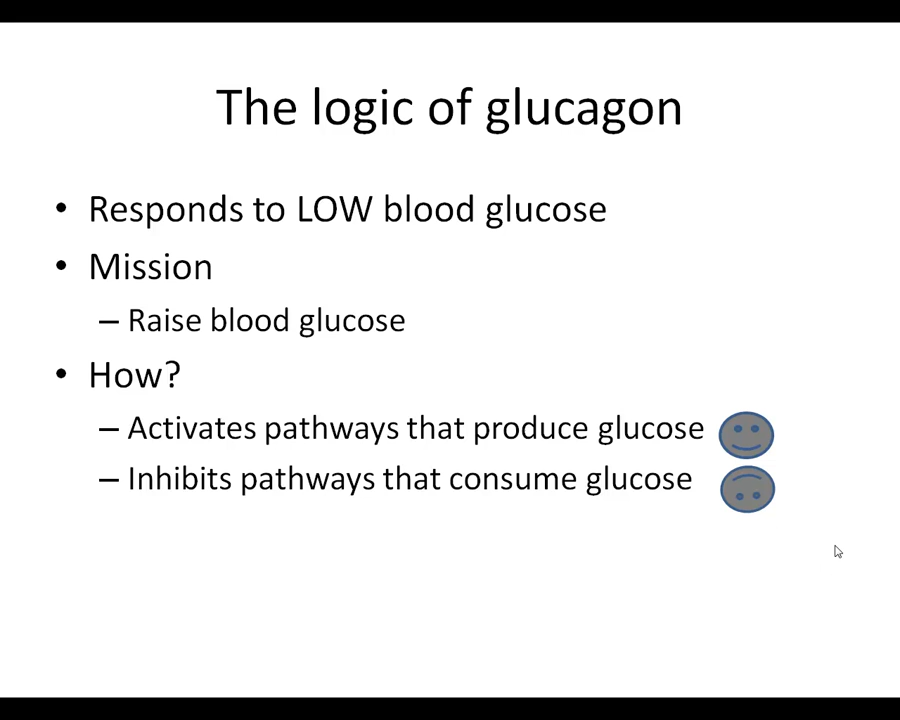 The logic of glucagon
• Responds to LOW blood glucose
• Mission
– Raise blood glucose
• How?
– Activates pathways that produce glucose
– Inhibits pathways that consume glucose